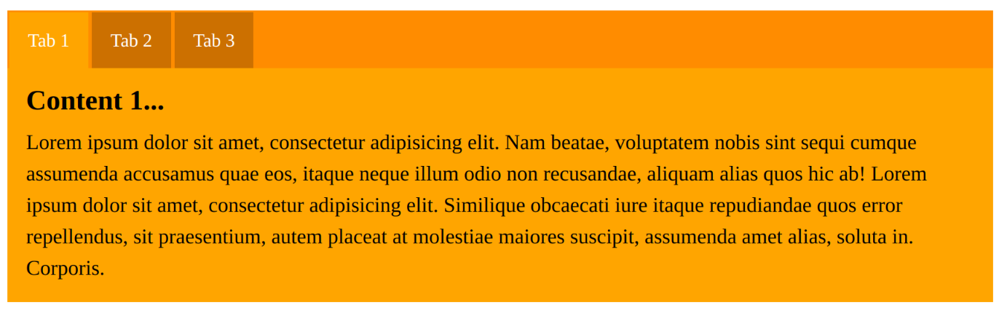 Tab 1 Tab 2 Tab 3
Content 1...
Lorem ipsum dolor sit amet, consectetur adipisicing elit. Nam beatae, voluptatem nobis sint sequi cumque
assumenda accusamus quae eos, itaque neque illum odio non recusandae, aliquam alias quos hic ab! Lorem
ipsum dolor sit amet, consectetur adipisicing elit. Similique obcaecati iure itaque repudiandae quos error
repellendus, sit praesentium, autem placeat at molestiae maiores suscipit, assumenda amet alias, soluta in.
Corporis.